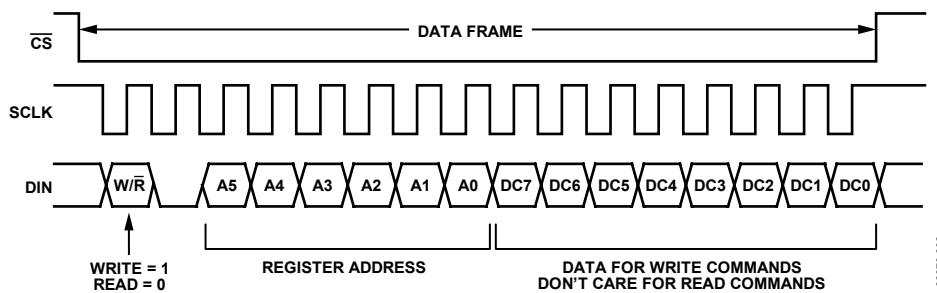 CS
DATA FRAME
SCLK
DIN
W/R
A5
A4
A3
A2
A1
A0
DC7
DC6
DC5
DC4
DC3
DC2
DC1
DC0
WRITE = 1
READ = 0
REGISTER ADDRESS
DATA FOR WRITE COMMANDS
DON'T CARE FOR READ COMMANDS